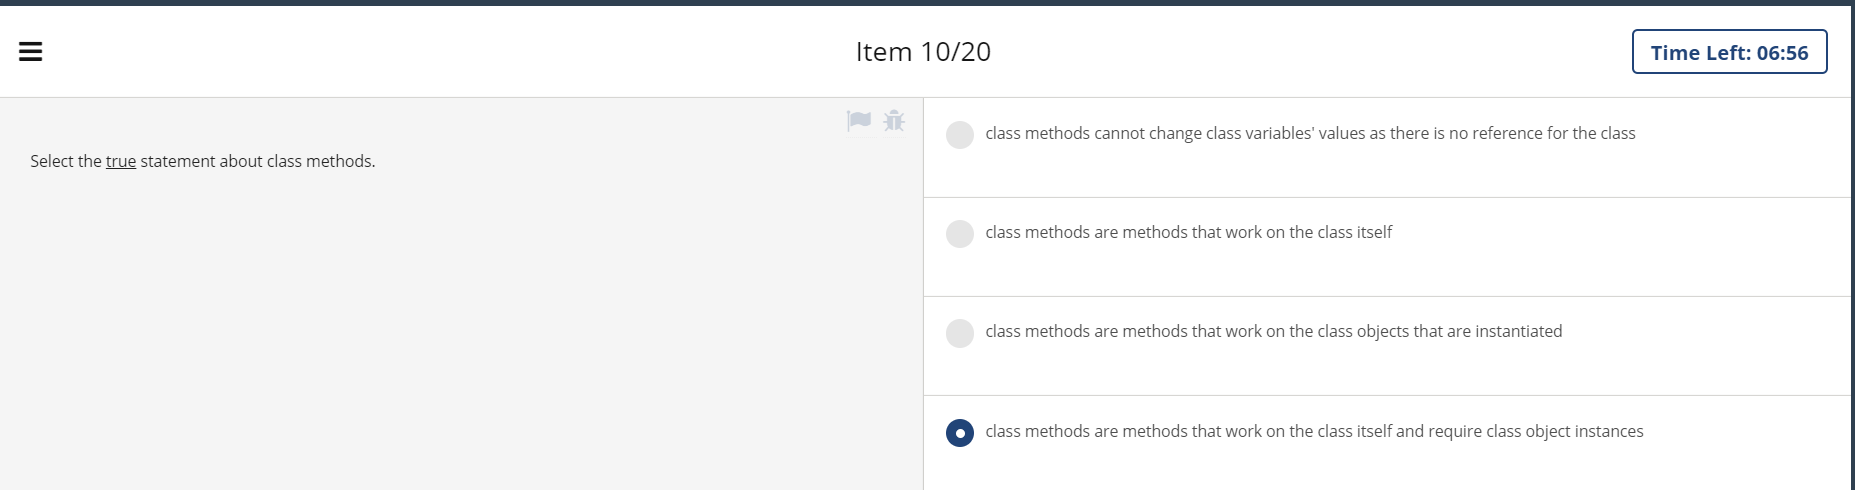 Item 10/20
Time Left: 06:56
Select the true statement about class methods.
class methods cannot change class variables' values as there is no reference for the class
class methods are methods that work on the class itself
class methods are methods that work on the class objects that are instantiated
class methods are methods that work on the class itself and require class object instances